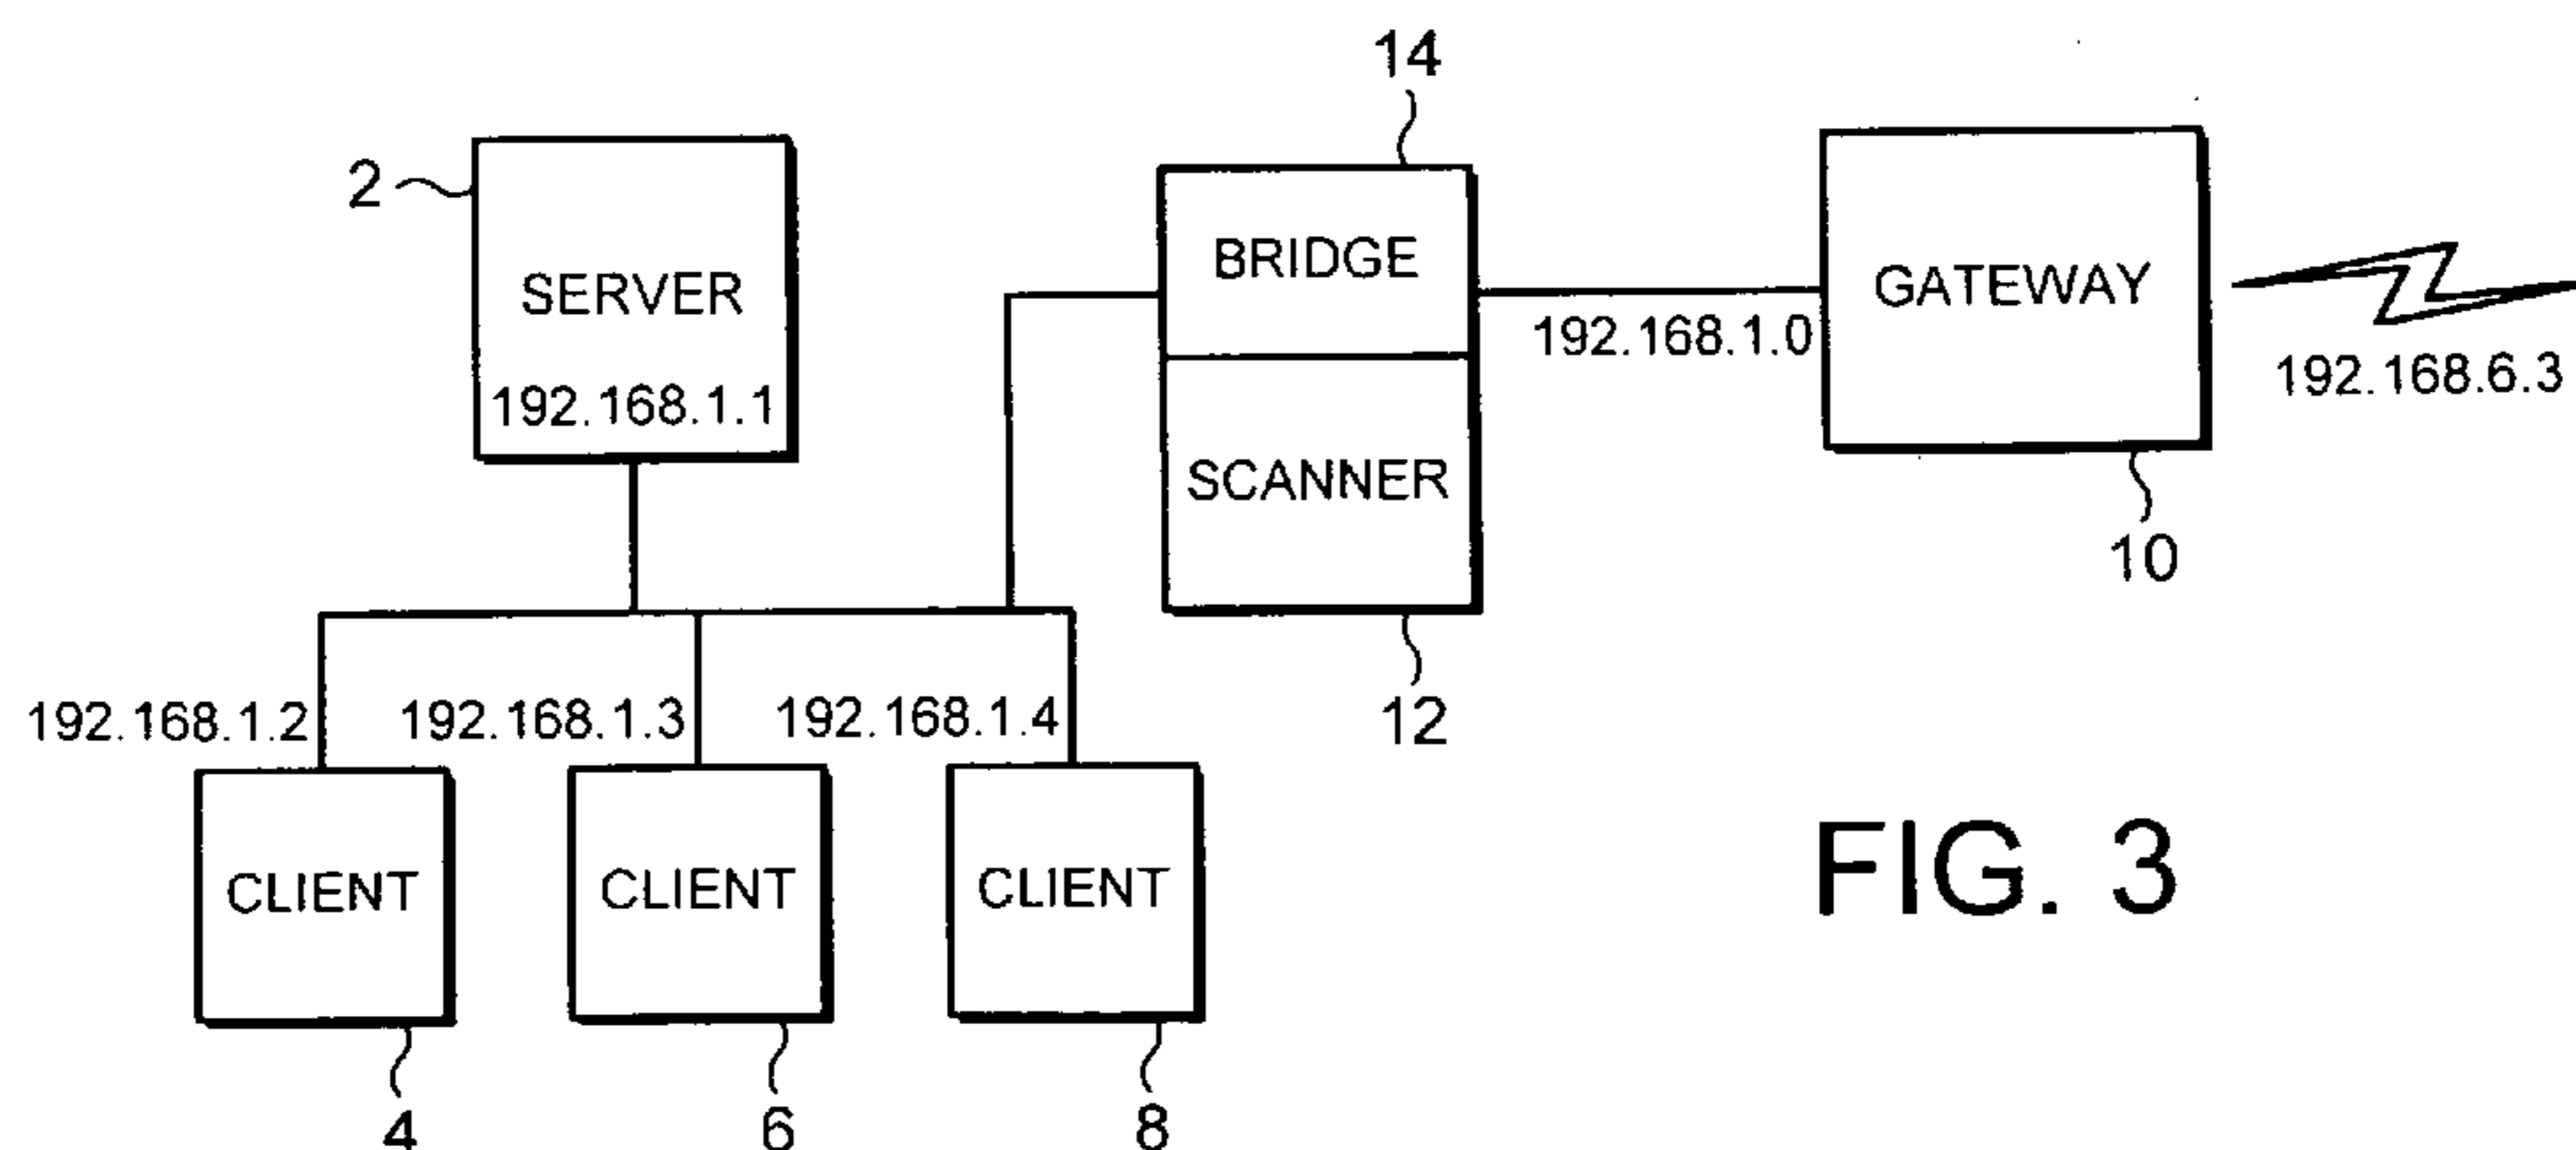 14
2
SERVER
192.168.1.1
BRIDGE
SCANNER
12
192.168.1.0
GATEWAY
10
192.168.6.3
192.168.1.2
192.168.1.3
192.168.1.4
CLIENT
CLIENT
CLIENT
4
6
8
FIG. 3